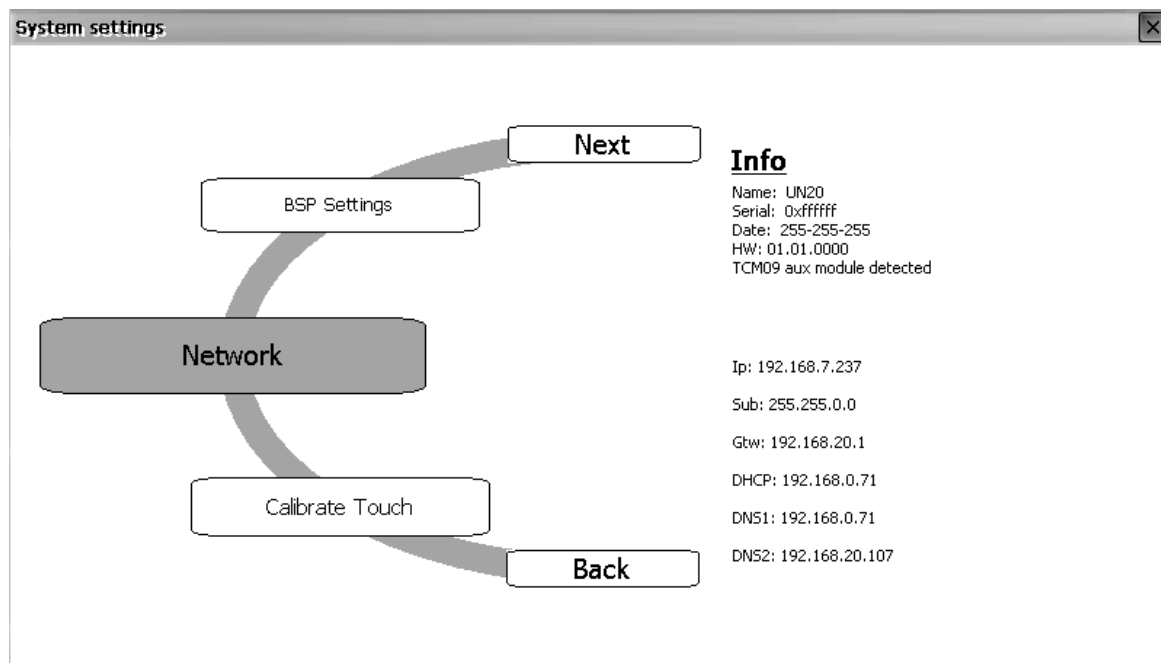 System settings
Next
BSP Settings
Network
Calibrate Touch
Back
Info
Name: UN20
Serial: 0xffffff
Date: 255-255-255
HW: 01.01.0000
TCM09 aux module detected
Ip: 192.168.7.237
Sub: 255.255.0.0
Gtw: 192.168.20.1
DHCP: 192.168.0.71
DNS1: 192.168.0.71
DNS2: 192.168.20.107